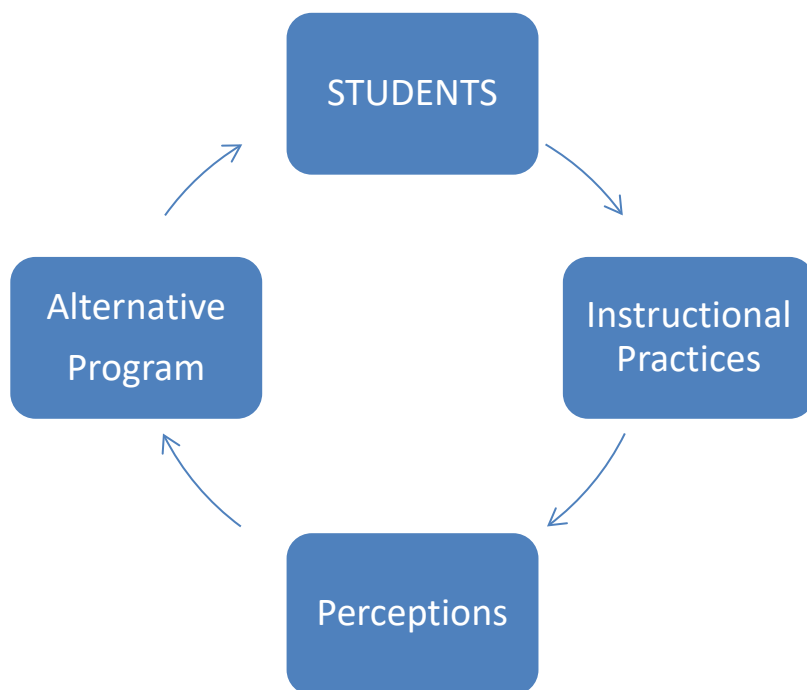 STUDENTS
Alternative
Program
Instructional
Practices
Perceptions